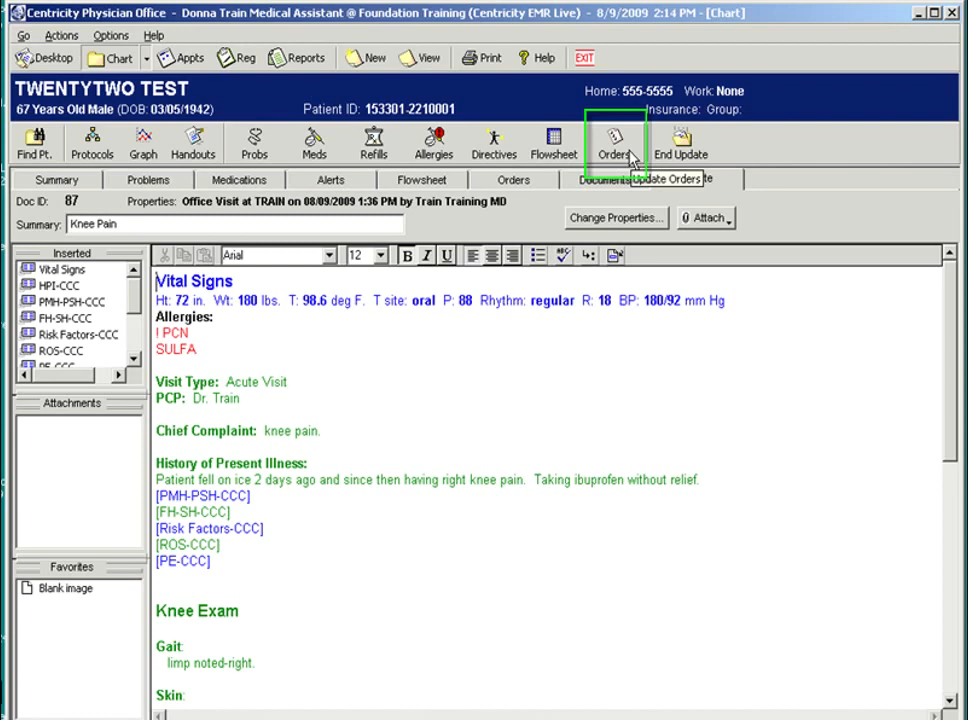 Centricity Physician Office - Donna Train Medical Assistant @ Foundation Training (Centricity EMR Live) - 8/9/2009 2:14 PM - [Chart]
Go Actions Options Help
Desktop Chart Appts Reg Reports New View Print Help EXIT
TWENTYTWO TEST
Home: 555-5555 Work: None
67 Years Old Male (DOB: 03/05/1942) Patient ID: 153301-2210001 Insurance: Group:
Find Pt. Protocols Graph Handouts Probs Meds Refills Allergies Directives Flowsheet Orders End Update
Summary Problems Medications Alerts Flowsheet Orders Documents Update Orders
Doc ID: 87 Properties: Office Visit at TRAIN on 08/09/2009 1:36 PM by Train Training MD
Summary: Knee Pain
Change Properties... Attach
Inserted
Arial 12 B I U
Vital Signs
HPI-CCC
PMH-PSH-CCC
FH-SH-CCC
Risk Factors-CCC
ROS-CCC
PE-CCC
Attachments
Favorites
Blank image
Vital Signs
Ht: 72 in. Wt: 180 lbs. T: 98.6 deg F. T site: oral P: 88 Rhythm: regular R: 18 BP: 180/92 mm Hg
Allergies:
! PCN
SULFA
Visit Type: Acute Visit
PCP: Dr. Train
Chief Complaint: knee pain.
History of Present Illness:
Patient fell on ice 2 days ago and since then having right knee pain. Taking ibuprofen without relief.
[PMH-PSH-CCC]
[FH-SH-CCC]
[Risk Factors-CCC]
[ROS-CCC]
[PE-CCC]
Knee Exam
Gait:
limp noted-right.
Skin: